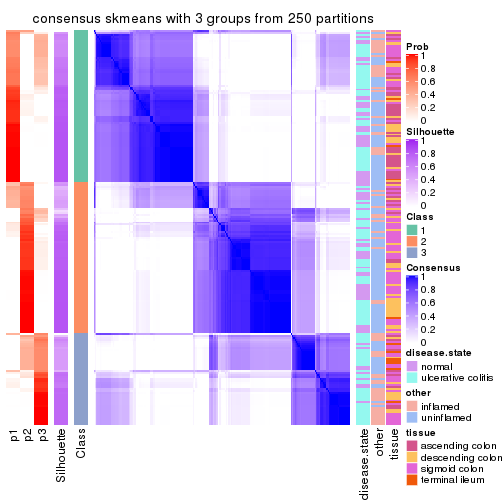 consensus skmeans with 3 groups from 250 partitions
Prob
1
0.8
0.6
0.4
0.2
0
Silhouette
1
0.8
0.6
0.4
0.2
0
Class
1
2
3
Consensus
1
0.8
0.6
0.4
0.2
0
disease.state
normal
ulcerative colitis
other
inflamed
uninflamed
tissue
ascending colon
descending colon
sigmoid colon
terminal ileum
p1
p2
p3
Silhouette
Class
disease.state
other
tissue